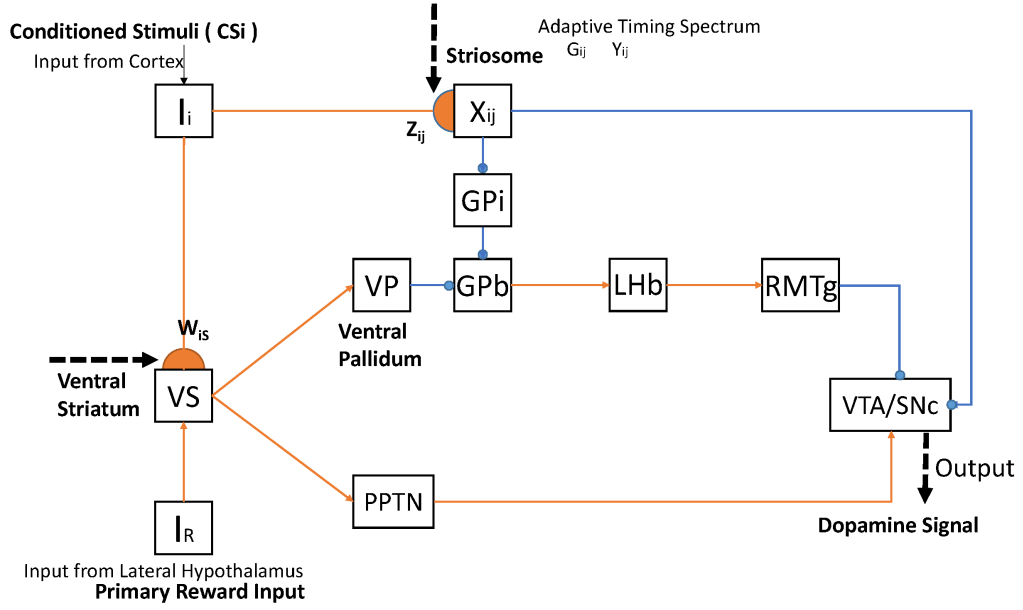 Conditioned Stimuli ( CSi )
Input from Cortex
Adaptive Timing Spectrum
Gij Yij
Striosome
Ii
Zij
Xij
GPi
VP
GPb
LHb
RMTg
Ventral
Pallidum
WiS
Ventral
Striatum
VS
VTA/SNc
Output
PPTN
Dopamine Signal
IR
Input from Lateral Hypothalamus
Primary Reward Input